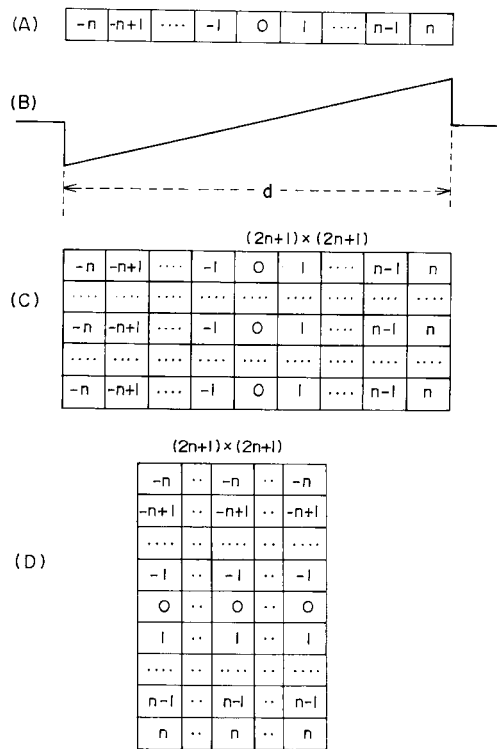 (A) -n -n+1 .... -1 0 1 .... n-1 n
(B)
d
(2n+1)×(2n+1)
-n -n+1 .... -1 0 1 .... n-1 n
.... .... .... .... .... .... .... .... ....
(C) -n -n+1 .... -1 0 1 .... n-1 n
.... .... .... .... .... .... .... .... ....
-n -n+1 .... -1 0 1 .... n-1 n
(2n+1)×(2n+1)
-n .. -n .. -n
-n+1 .. -n+1 .. -n+1
.... .. .... .. ....
(D) -1 .. -1 .. -1
0 .. 0 .. 0
1 .. 1 .. 1
.... .. .... .. ....
n-1 .. n-1 .. n-1
n .. n .. n